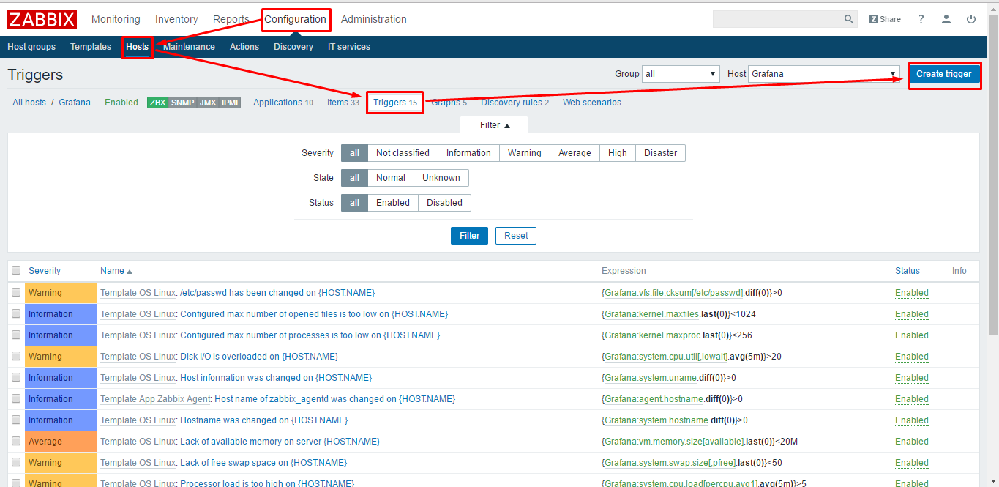 ZABBIX Monitoring Inventory Reports Configuration Administration Z Share ?
Host groups Templates Hosts Maintenance Actions Discovery IT services
Triggers Group all Host Grafana Create trigger
All hosts / Grafana Enabled ZBX SNMP JMX IPMI Applications 10 Items 33 Triggers 15 Graphs 5 Discovery rules 2 Web scenarios
Filter ▲
Severity all Not classified Information Warning Average High Disaster
State all Normal Unknown
Status all Enabled Disabled
Filter Reset
Severity Name ▲ Expression Status Info
Warning Template OS Linux: /etc/passwd has been changed on {HOST.NAME} {Grafana:vfs.file.cksum[/etc/passwd].diff(0)}>0 Enabled
Information Template OS Linux: Configured max number of opened files is too low on {HOST.NAME} {Grafana:kernel.maxfiles.last(0)}<1024 Enabled
Information Template OS Linux: Configured max number of processes is too low on {HOST.NAME} {Grafana:kernel.maxproc.last(0)}<256 Enabled
Warning Template OS Linux: Disk I/O is overloaded on {HOST.NAME} {Grafana:system.cpu.util[,iowait].avg(5m)}>20 Enabled
Information Template OS Linux: Host information was changed on {HOST.NAME} {Grafana:system.uname.diff(0)}>0 Enabled
Information Template App Zabbix Agent: Host name of zabbix_agentd was changed on {HOST.NAME} {Grafana:agent.hostname.diff(0)}>0 Enabled
Information Template OS Linux: Hostname was changed on {HOST.NAME} {Grafana:system.hostname.diff(0)}>0 Enabled
Average Template OS Linux: Lack of available memory on server {HOST.NAME} {Grafana:vm.memory.size[available].last(0)}<20M Enabled
Warning Template OS Linux: Lack of free swap space on {HOST.NAME} {Grafana:system.swap.size[,pfree].last(0)}<50 Enabled
Warning Template OS Linux: Processor load is too high on {HOST.NAME} {Grafana:system.cpu.load[percpu,avg1].avg(5m)}>5 Enabled